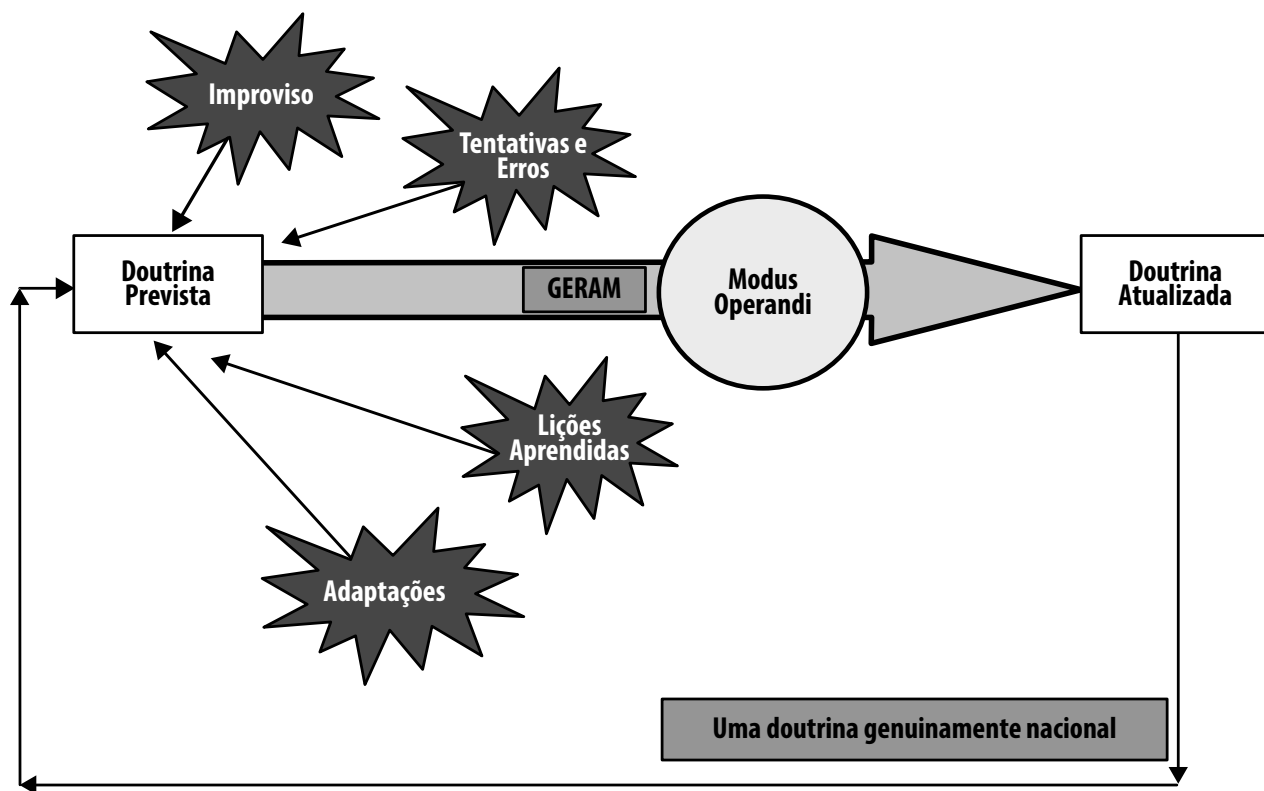 Improviso
Tentativas e
Erros
Doutrina
Prevista
GERAM
Modus
Operandi
Doutrina
Atualizada
Lições
Aprendidas
Adaptações
Uma doutrina genuinamente nacional